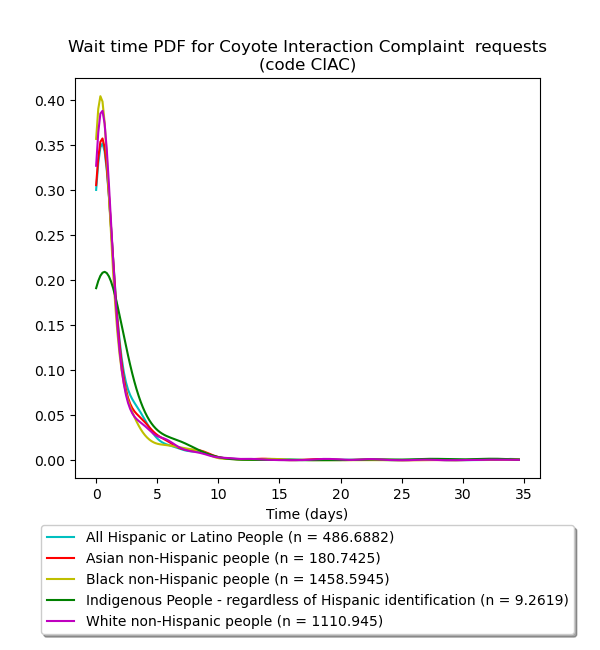 Wait time PDF for Coyote Interaction Complaint  requests
(code CIAC)
0.40
0.35
0.30
0.25
0.20
0.15
0.10
0.05
0.00
0 5 10 15 20 25 30 35
Time (days)
All Hispanic or Latino People (n = 486.6882)
Asian non-Hispanic people (n = 180.7425)
Black non-Hispanic people (n = 1458.5945)
Indigenous People - regardless of Hispanic identification (n = 9.2619)
White non-Hispanic people (n = 1110.945)